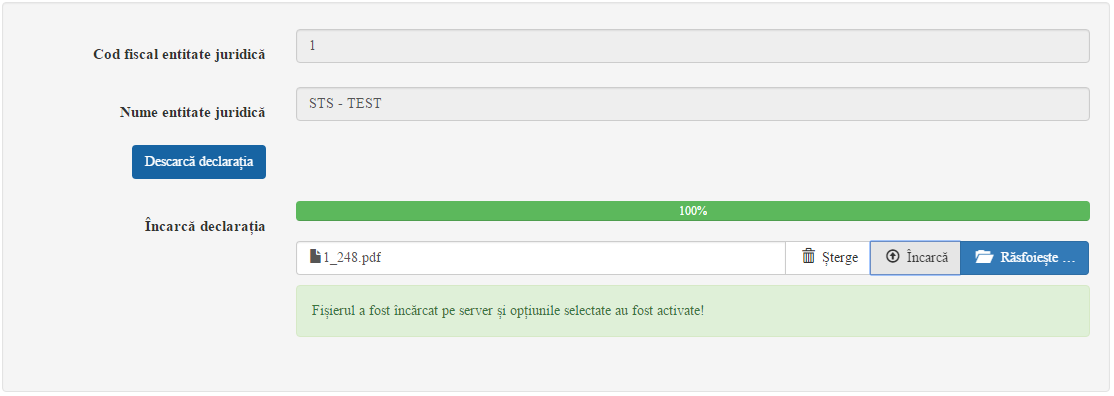 Cod fiscal entitate juridică
1
Nume entitate juridică
STS - TEST
Descarcă declarația
Încarcă declarația
100%
1_248.pdf
Șterge
Încarcă
Răsfoiește ...
Fișierul a fost încărcat pe server și opțiunile selectate au fost activate!